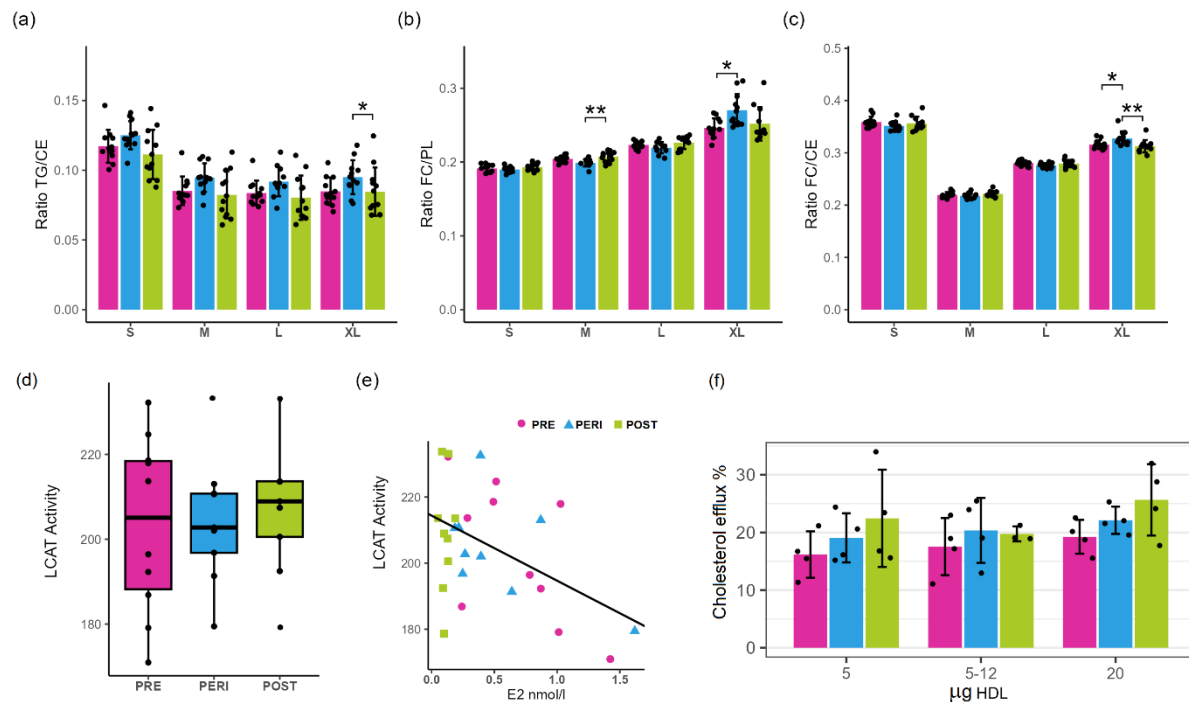 (a)
(b)
(c)
Ratio TG/CE
0.15
0.10
0.05
0.00
*
S M L XL
Ratio FC/PL
0.3
0.2
0.1
0.0
**
*
S M L XL
Ratio FC/CE
0.5
0.4
0.3
0.2
0.1
0.0
*
**
S M L XL
(d)
(e)
(f)
LCAT Activity
220
200
180
PRE PERI POST
PRE PERI POST
LCAT Activity
220
200
180
0.0 0.5 1.0 1.5
E2 nmol/l
Cholesterol efflux %
30
20
10
0
5 5-12 20
µg HDL